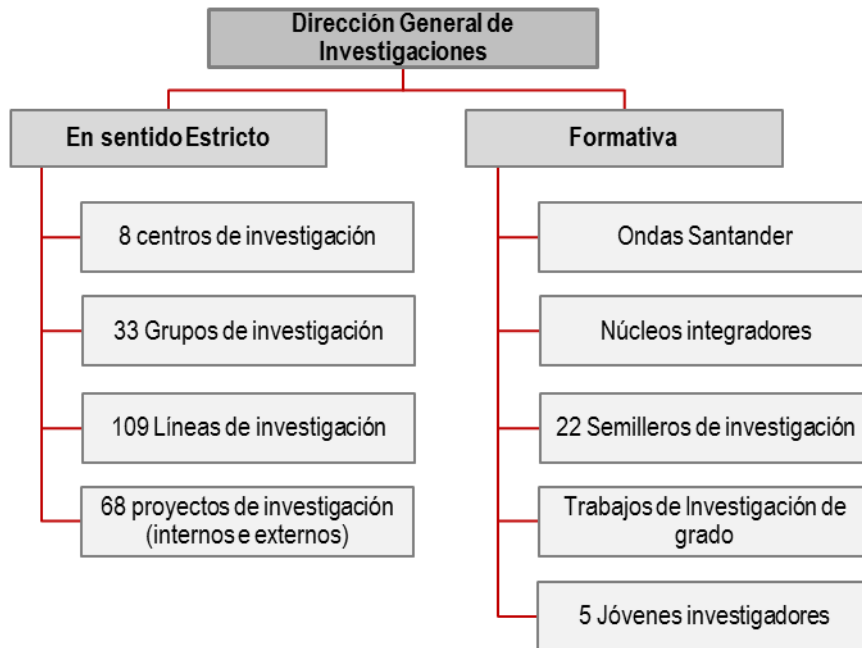 Dirección General de
Investigaciones
En sentido Estricto
8 centros de investigación
33 Grupos de investigación
109 Líneas de investigación
68 proyectos de investigación
(internos e externos)
Formativa
Ondas Santander
Núcleos integradores
22 Semilleros de investigación
Trabajos de Investigación de
grado
5 Jóvenes investigadores